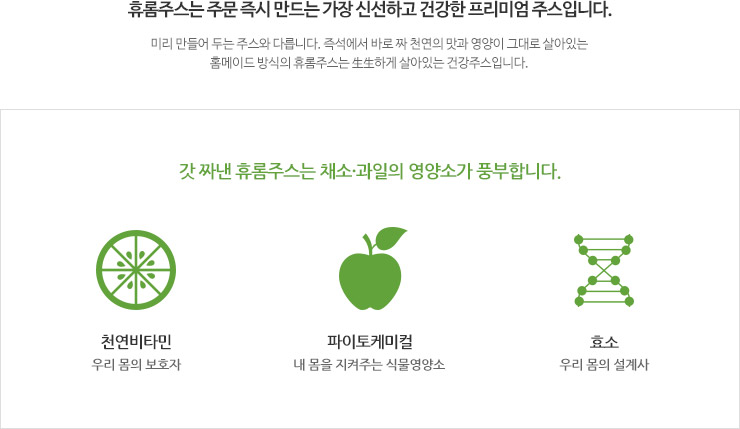 휴롬주스는 주문 즉시 만드는 가장 신선하고 건강한 프리미엄 주스입니다.
미리 만들어 두는 주스와 다릅니다. 즉석에서 바로 짜 천연의 맛과 영양이 그대로 살아있는
홈메이드 방식의 휴롬주스는 生生하게 살아있는 건강주스입니다.
갓 짜낸 휴롬주스는 채소·과일의 영양소가 풍부합니다.
천연비타민
우리 몸의 보호자
파이토케미컬
내 몸을 지켜주는 식물영양소
효소
우리 몸의 설계사